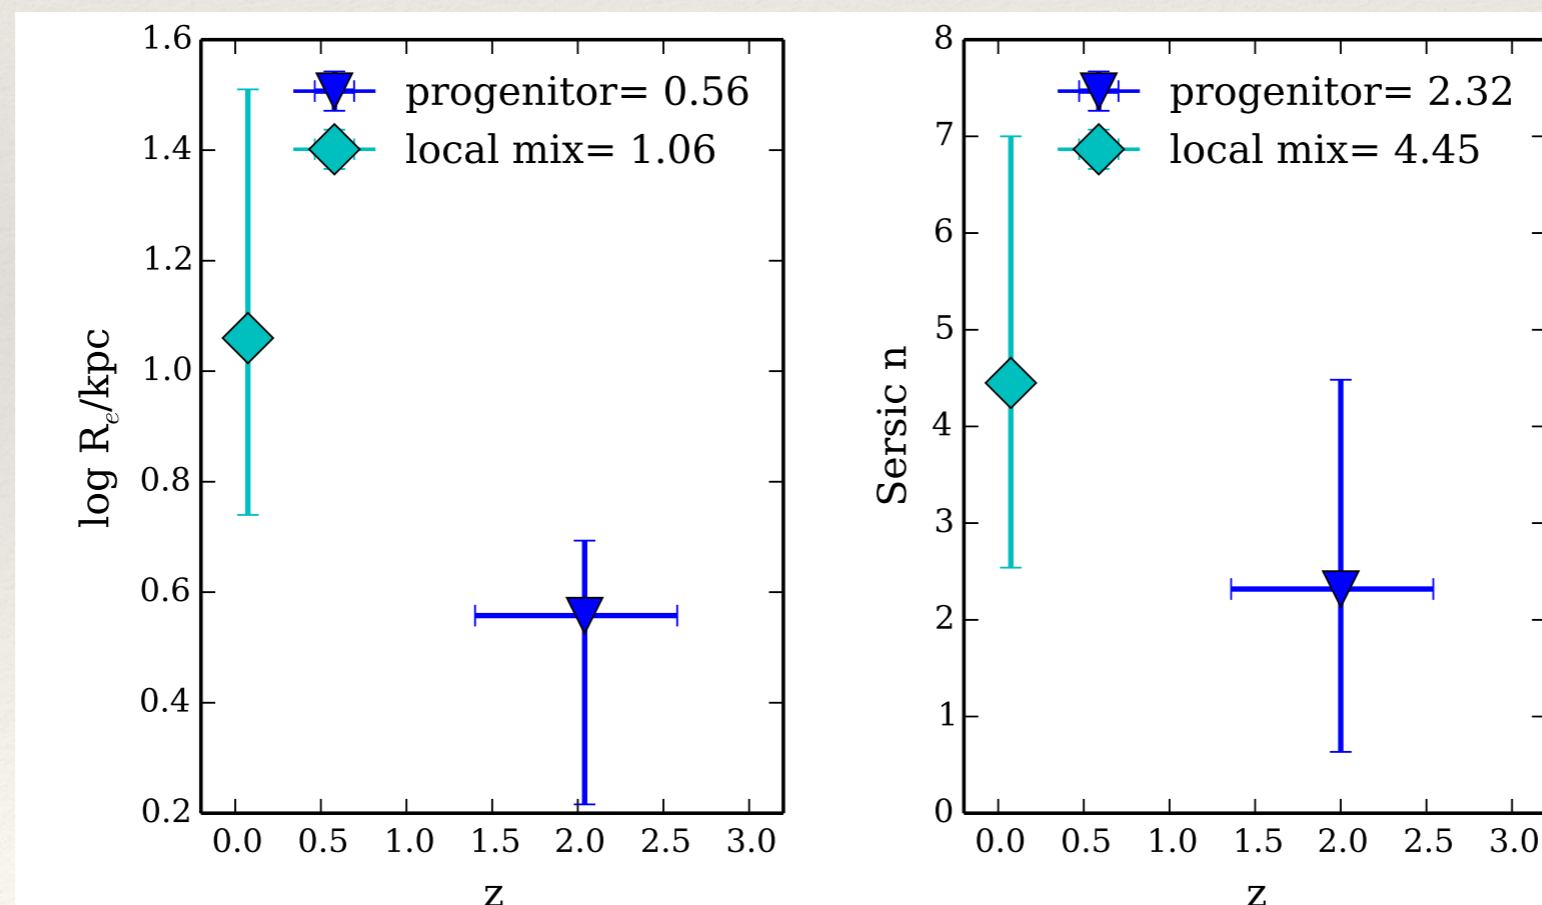 1.6
1.4
1.2
1.0
0.8
0.6
0.4
0.2
log Re/kpc
progenitor= 0.56
local mix= 1.06
0.0 0.5 1.0 1.5 2.0 2.5 3.0
z
8
7
6
5
4
3
2
1
0
Sersic n
progenitor= 2.32
local mix= 4.45
0.0 0.5 1.0 1.5 2.0 2.5 3.0
z